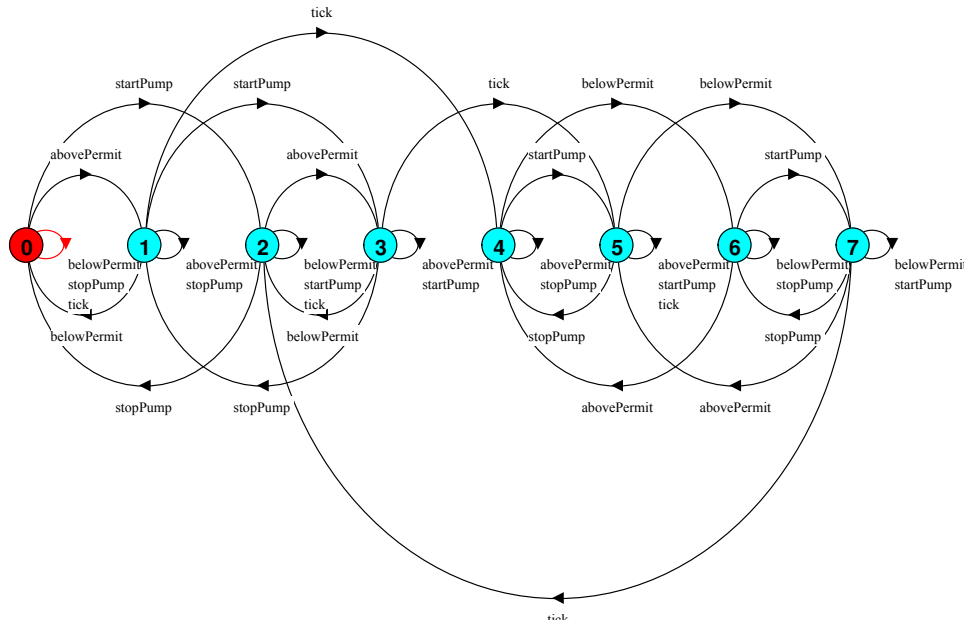 tick
startPump
startPump
tick
belowPermit
belowPermit
abovePermit
abovePermit
startPump
startPump
0
1
2
3
4
5
6
7
belowPermit
stopPump
tick
abovePermit
stopPump
belowPermit
startPump
tick
abovePermit
startPump
abovePermit
stopPump
abovePermit
startPump
tick
belowPermit
stopPump
belowPermit
startPump
belowPermit
belowPermit
stopPump
stopPump
stopPump
stopPump
abovePermit
abovePermit
tick